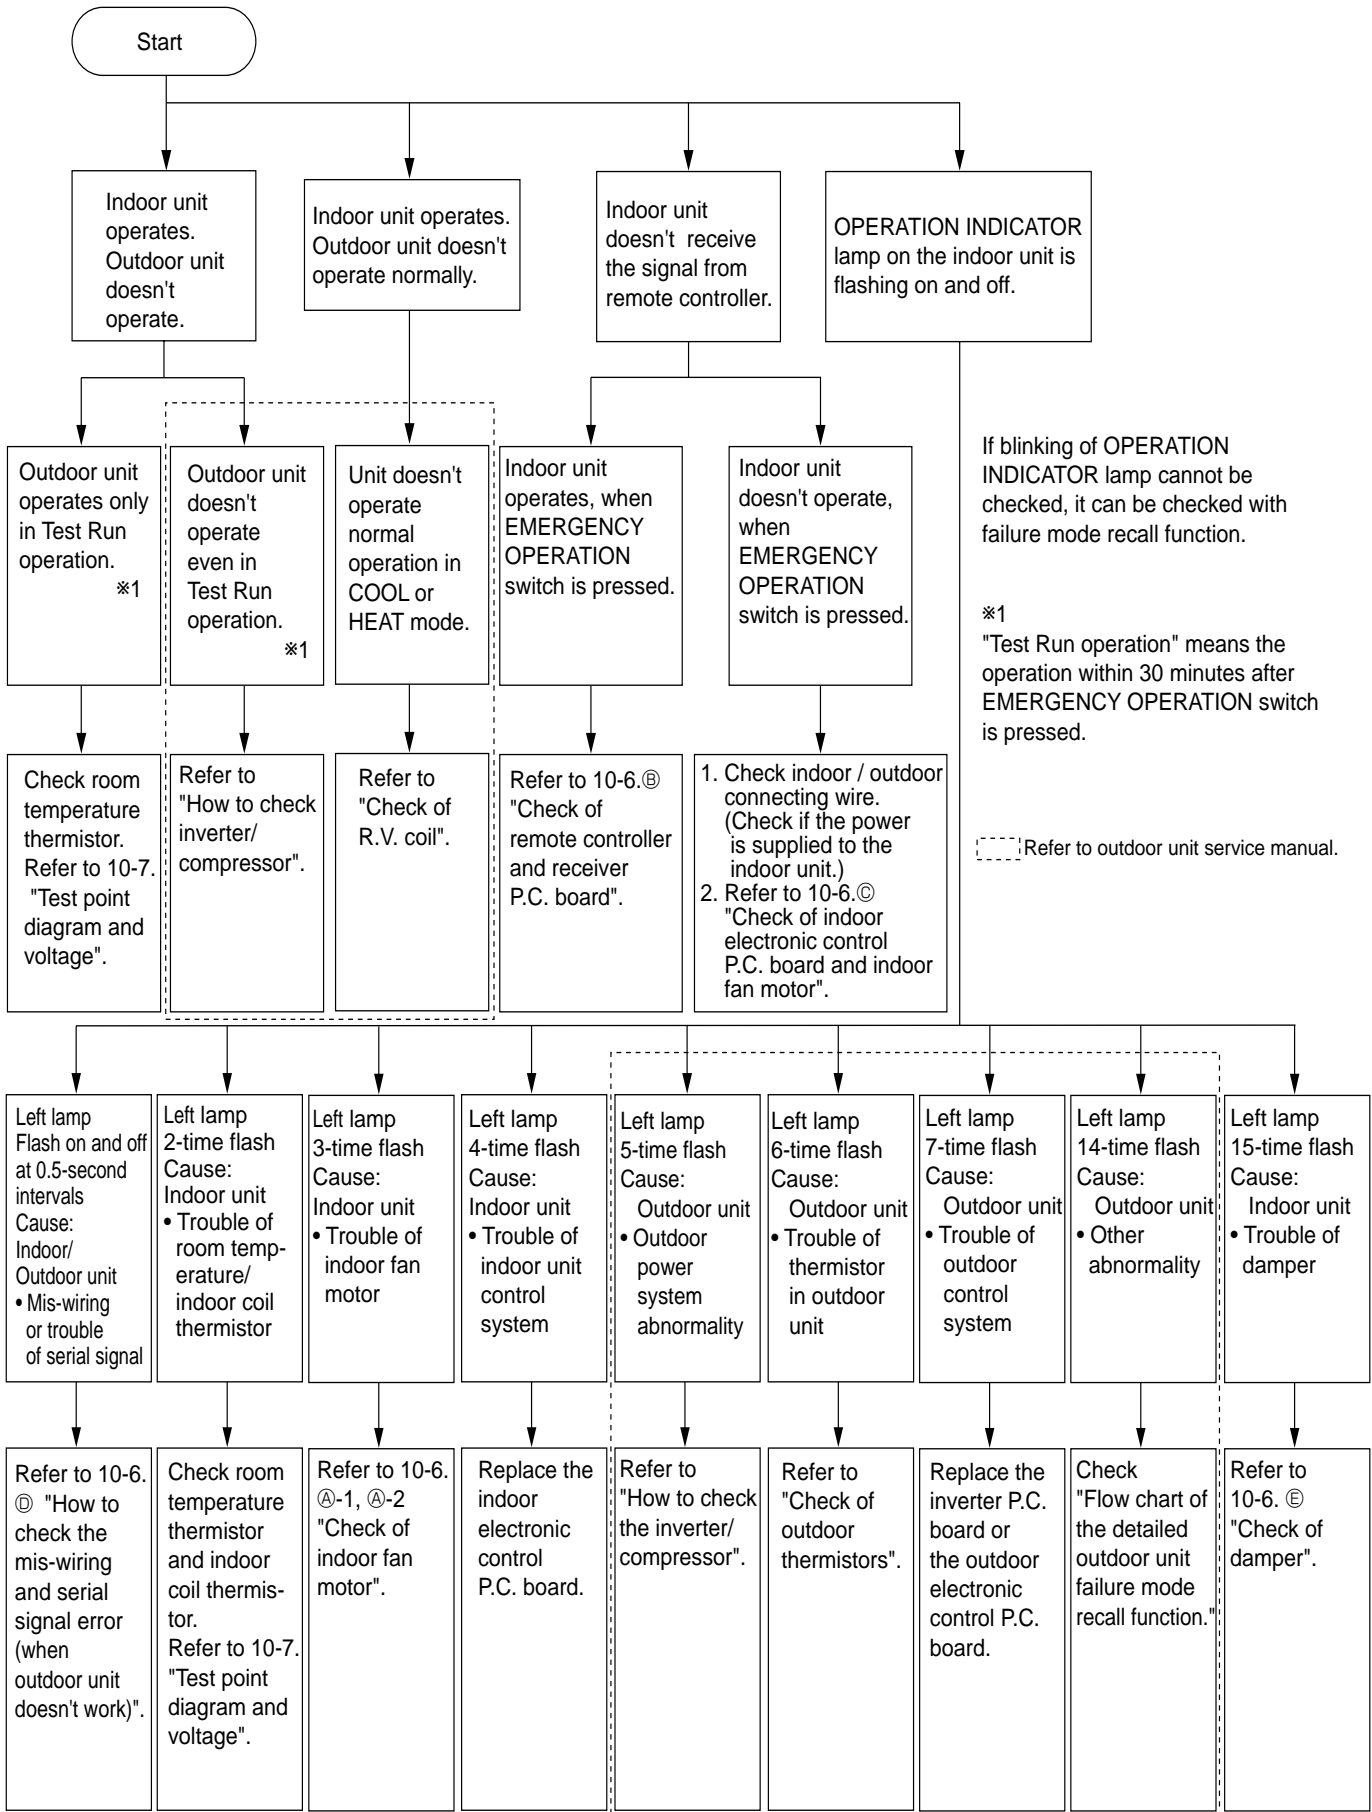 Start
Indoor unit
operates.
Outdoor unit
doesn't
operate.
Indoor unit operates.
Outdoor unit doesn't
operate normally.
Indoor unit
doesn't receive
the signal from
remote controller.
OPERATION INDICATOR
lamp on the indoor unit is
flashing on and off.
Outdoor unit
operates only
in Test Run
operation.
※1
Outdoor unit
doesn't
operate
even in
Test Run
operation.
※1
Unit doesn't
operate
normal
operation in
COOL or
HEAT mode.
Indoor unit
operates, when
EMERGENCY
OPERATION
switch is pressed.
Indoor unit
doesn't operate,
when
EMERGENCY
OPERATION
switch is pressed.
If blinking of OPERATION
INDICATOR lamp cannot be
checked, it can be checked with
failure mode recall function.
※1
"Test Run operation" means the
operation within 30 minutes after
EMERGENCY OPERATION switch
is pressed.
Check room
temperature
thermistor.
Refer to 10-7.
"Test point
diagram and
voltage".
Refer to
"How to check
inverter/
compressor".
Refer to
"Check of
R.V. coil".
Refer to 10-6.Ⓑ
"Check of
remote controller
and receiver
P.C. board".
1. Check indoor / outdoor
connecting wire.
(Check if the power
is supplied to the
indoor unit.)
2. Refer to 10-6.Ⓒ
"Check of indoor
electronic control
P.C. board and indoor
fan motor".
Refer to outdoor unit service manual.
Left lamp
Flash on and off
at 0.5-second
intervals
Cause:
Indoor/
Outdoor unit
• Mis-wiring
or trouble
of serial signal
Left lamp
2-time flash
Cause:
Indoor unit
• Trouble of
room temp-
erature/
indoor coil
thermistor
Left lamp
3-time flash
Cause:
Indoor unit
• Trouble of
indoor fan
motor
Left lamp
4-time flash
Cause:
Indoor unit
• Trouble of
indoor unit
control
system
Left lamp
5-time flash
Cause:
Outdoor unit
• Outdoor
power
system
abnormality
Left lamp
6-time flash
Cause:
Outdoor unit
• Trouble of
thermistor
in outdoor
unit
Left lamp
7-time flash
Cause:
Outdoor unit
• Trouble of
outdoor
control
system
Left lamp
14-time flash
Cause:
Outdoor unit
• Other
abnormality
Left lamp
15-time flash
Cause:
Indoor unit
• Trouble of
damper
Refer to 10-6.
Ⓓ "How to
check the
mis-wiring
and serial
signal error
(when
outdoor unit
doesn't work)".
Check room
temperature
thermistor
and indoor
coil thermis-
tor.
Refer to 10-7.
"Test point
diagram and
voltage".
Refer to 10-6.
Ⓐ-1, Ⓐ-2
"Check of
indoor fan
motor".
Replace the
indoor
electronic
control
P.C. board.
Refer to
"How to check
the inverter/
compressor".
Refer to
"Check of
outdoor
thermistors".
Replace the
inverter P.C.
board or
the outdoor
electronic
control P.C.
board.
Check
"Flow chart of
the detailed
outdoor unit
failure mode
recall function."
Refer to
10-6. Ⓔ
"Check of
damper".